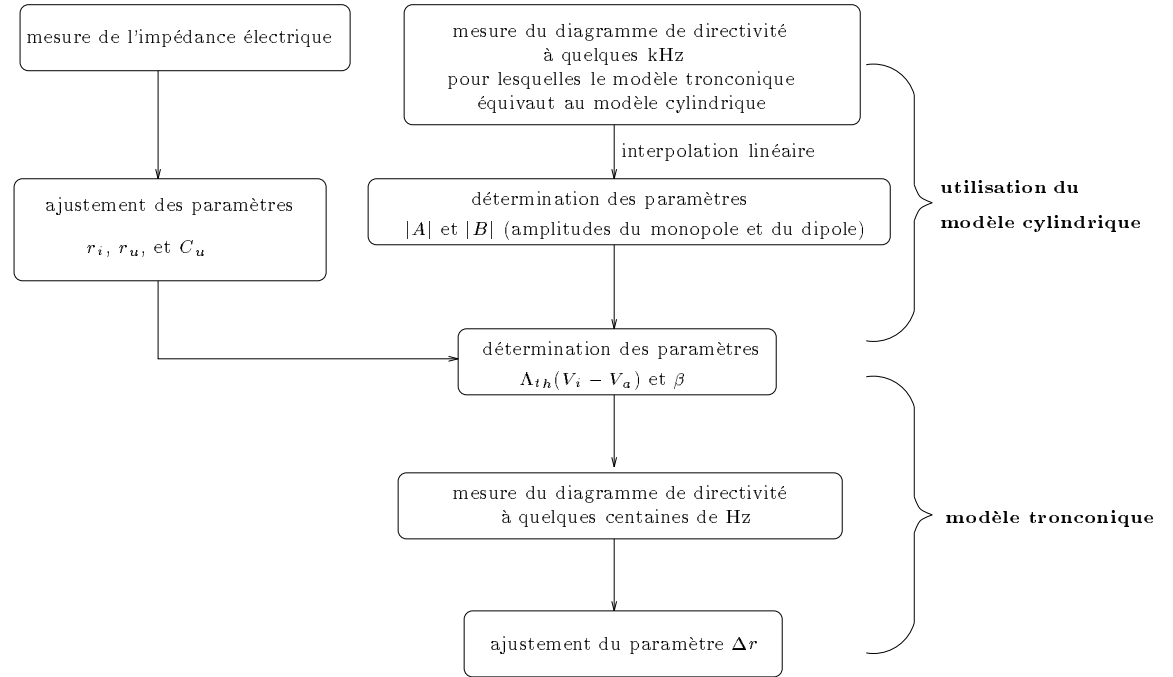 mesure de l'impédance électrique
mesure du diagramme de directivité
à quelques kHz
pour lesquelles le modèle tronconique
équivaut au modèle cylindrique
interpolation linéaire
ajustement des paramètres
r_i, r_u, et C_u
détermination des paramètres
|A| et |B| (amplitudes du monopole et du dipole)
utilisation du
modèle cylindrique
détermination des paramètres
Λ_th(V_i − V_a) et β
mesure du diagramme de directivité
à quelques centaines de Hz
modèle tronconique
ajustement du paramètre Δr